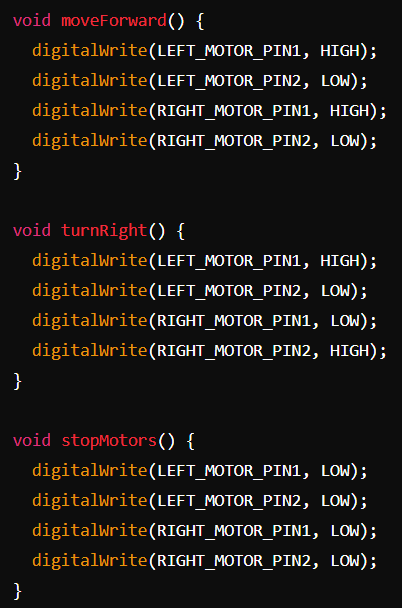 void moveForward() {
  digitalWrite(LEFT_MOTOR_PIN1, HIGH);
  digitalWrite(LEFT_MOTOR_PIN2, LOW);
  digitalWrite(RIGHT_MOTOR_PIN1, HIGH);
  digitalWrite(RIGHT_MOTOR_PIN2, LOW);
}

void turnRight() {
  digitalWrite(LEFT_MOTOR_PIN1, HIGH);
  digitalWrite(LEFT_MOTOR_PIN2, LOW);
  digitalWrite(RIGHT_MOTOR_PIN1, LOW);
  digitalWrite(RIGHT_MOTOR_PIN2, HIGH);
}

void stopMotors() {
  digitalWrite(LEFT_MOTOR_PIN1, LOW);
  digitalWrite(LEFT_MOTOR_PIN2, LOW);
  digitalWrite(RIGHT_MOTOR_PIN1, LOW);
  digitalWrite(RIGHT_MOTOR_PIN2, LOW);
}